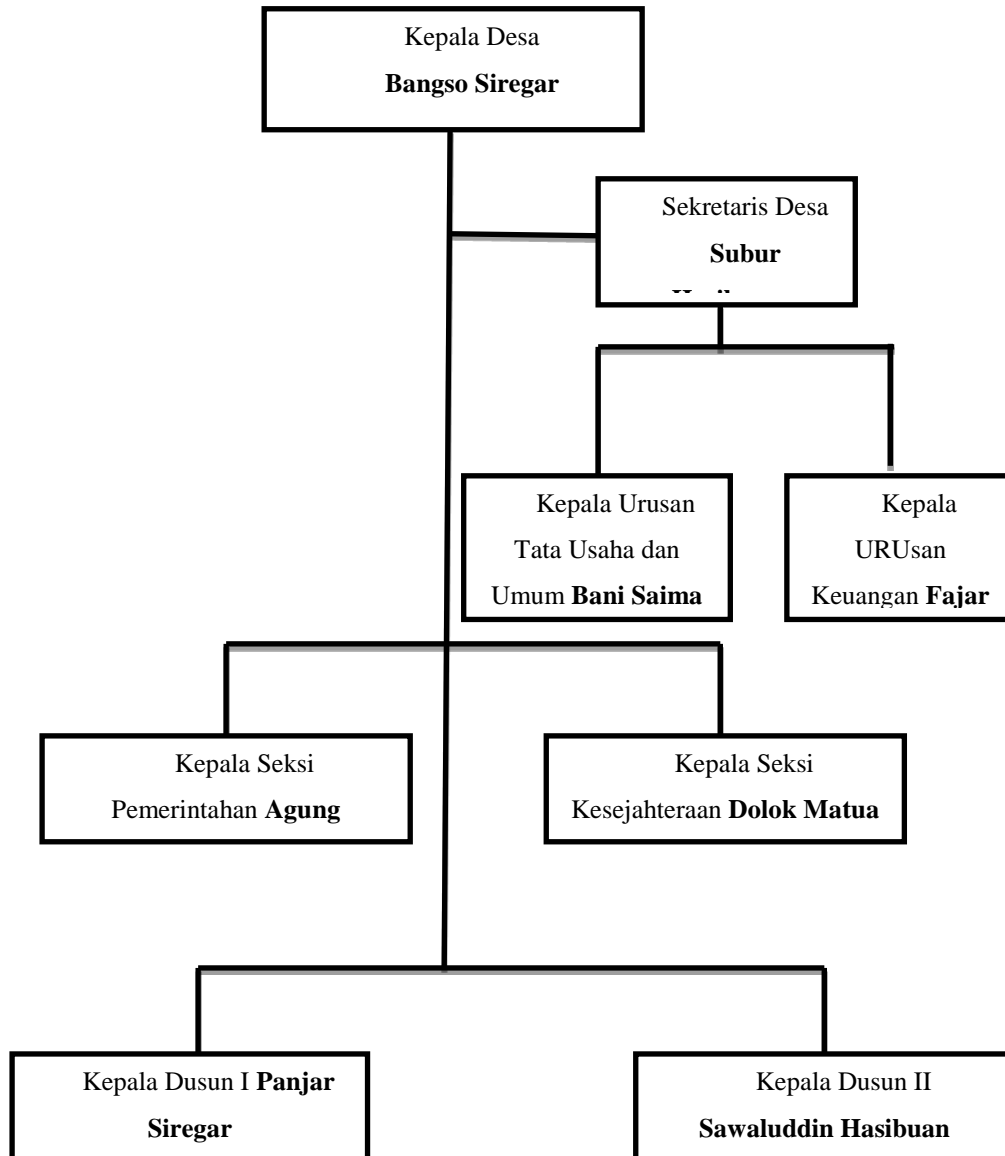 Kepala Desa
Bangso Siregar
Sekretaris Desa
Subur
Kepala Urusan
Tata Usaha dan
Umum Bani Saima
Kepala
URUsan
Keuangan Fajar
Kepala Seksi
Pemerintahan Agung
Kepala Seksi
Kesejahteraan Dolok Matua
Kepala Dusun I Panjar
Siregar
Kepala Dusun II
Sawaluddin Hasibuan